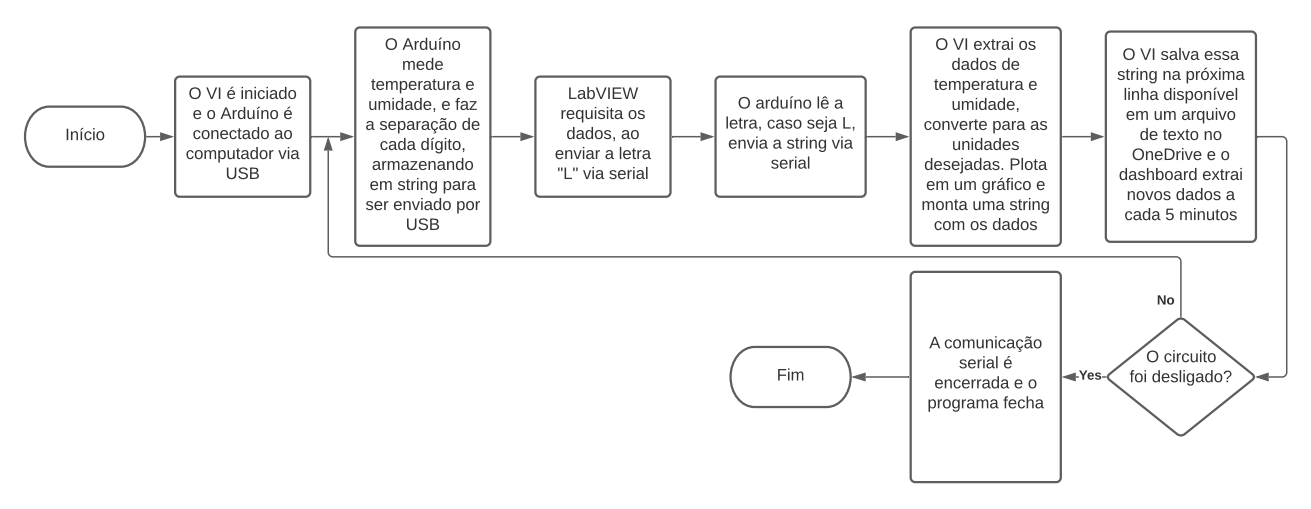 Início
O VI é iniciado
e o Arduíno é
conectado ao
computador via
USB
O Arduíno
mede
temperatura e
umidade, e faz
a separação de
cada dígito,
armazenando
em string para
ser enviado por
USB
LabVIEW
requisita os
dados, ao
enviar a letra
"L" via serial
O arduíno lê a
letra, caso seja L,
envia a string via
serial
O VI extrai os
dados de
temperatura e
umidade,
converte para as
unidades
desejadas. Plota
em um gráfico e
monta uma string
com os dados
O VI salva essa
string na próxima
linha disponível
em um arquivo
de texto no
OneDrive e o
dashboard extrai
novos dados a
cada 5 minutos
No
O circuito
foi desligado?
Yes
A comunicação
serial é
encerrada e o
programa fecha
Fim